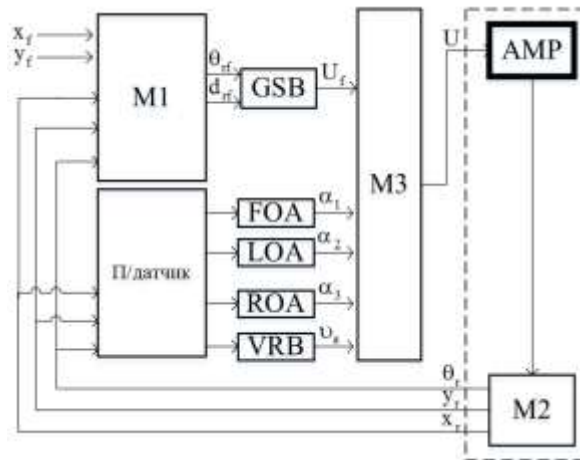 x_f
y_f
M1
θ_rf
d_rf
GSB
U_f
M3
U
AMP
П/датчик
FOA
α_1
LOA
α_2
ROA
α_3
VRB
θ_r
y_r
x_r
M2